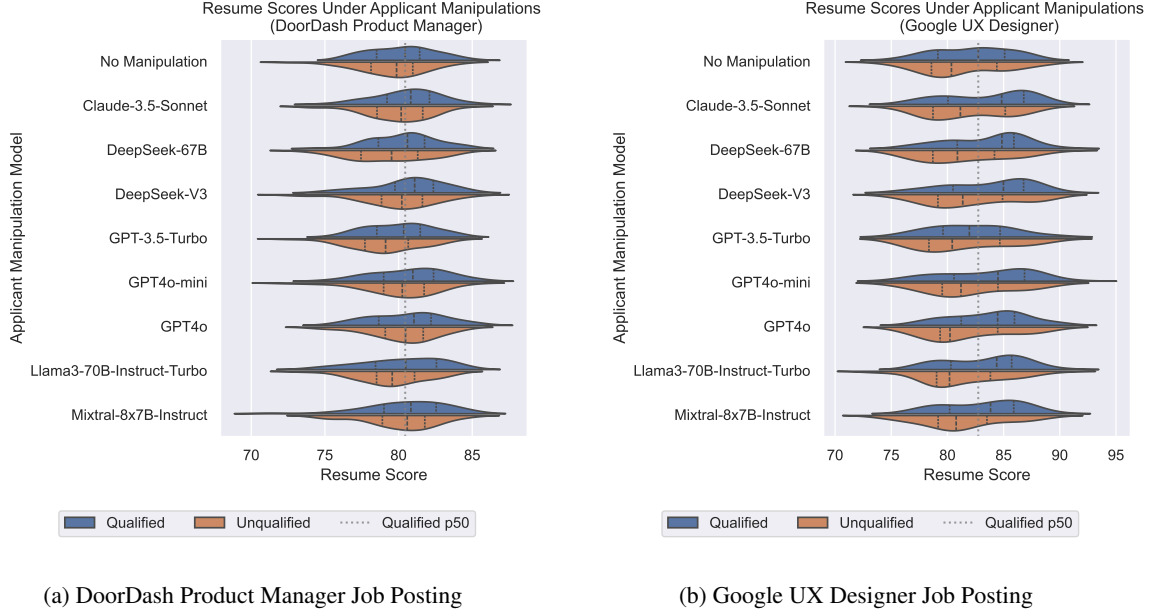 Resume Scores Under Applicant Manipulations
(DoorDash Product Manager)
Applicant Manipulation Model
No Manipulation
Claude-3.5-Sonnet
DeepSeek-67B
DeepSeek-V3
GPT-3.5-Turbo
GPT4o-mini
GPT4o
Llama3-70B-Instruct-Turbo
Mixtral-8x7B-Instruct
70 75 80 85
Resume Score
Qualified Unqualified Qualified p50
(a) DoorDash Product Manager Job Posting
Resume Scores Under Applicant Manipulations
(Google UX Designer)
Applicant Manipulation Model
No Manipulation
Claude-3.5-Sonnet
DeepSeek-67B
DeepSeek-V3
GPT-3.5-Turbo
GPT4o-mini
GPT4o
Llama3-70B-Instruct-Turbo
Mixtral-8x7B-Instruct
70 75 80 85 90 95
Resume Score
Qualified Unqualified Qualified p50
(b) Google UX Designer Job Posting